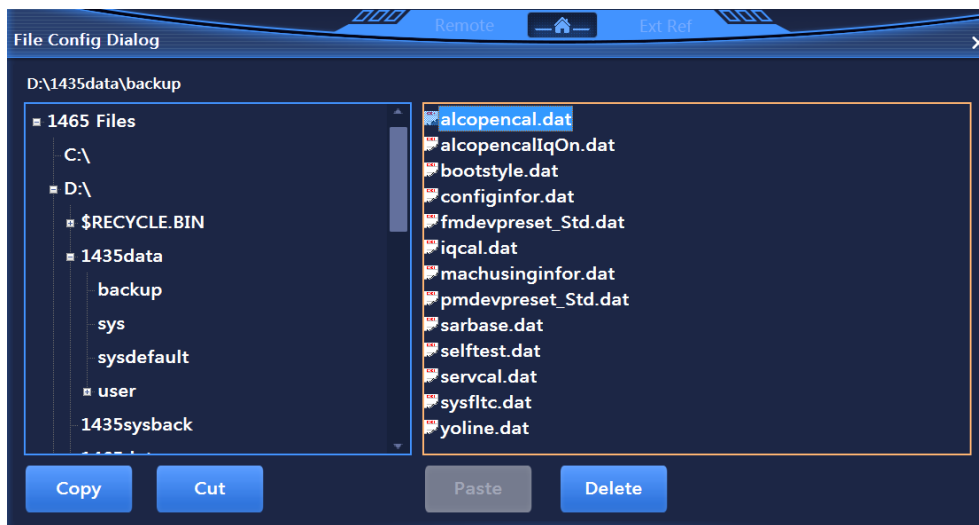 Remote
Ext Ref
File Config Dialog
D:\1435data\backup
1465 Files
C:\
D:\
$RECYCLE.BIN
1435data
backup
sys
sysdefault
user
1435sysback
alcopencal.dat
alcopencalIqOn.dat
bootstyle.dat
configinfor.dat
fmdevpreset_Std.dat
iqcal.dat
machusinginfor.dat
pmdevpreset_Std.dat
sarbase.dat
selftest.dat
servcal.dat
sysfltc.dat
yoline.dat
Copy
Cut
Paste
Delete